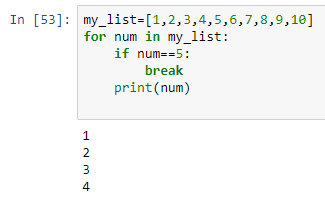 In [53]: my_list=[1,2,3,4,5,6,7,8,9,10]
for num in my_list:
    if num==5:
        break
    print(num)
1
2
3
4